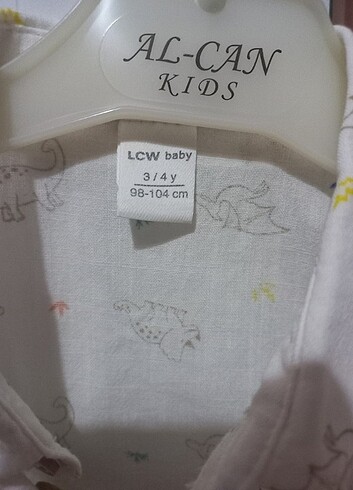 AL-CAN
KIDS
LCW baby
3 / 4 y
98-104 cm